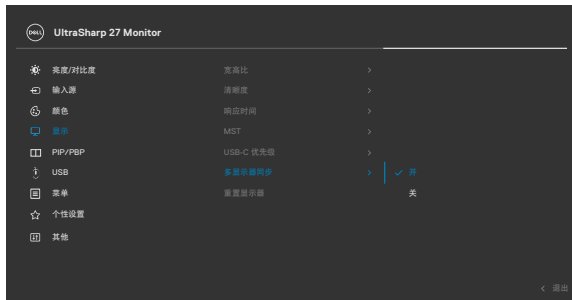 DELL UltraSharp 27 Monitor
亮度/对比度 宽高比
输入源 清晰度
颜色 响应时间
显示 MST
PIP/PBP USB-C 优先级
USB 多显示器同步 开
菜单 重置显示器 关
个性设置
其他
退出